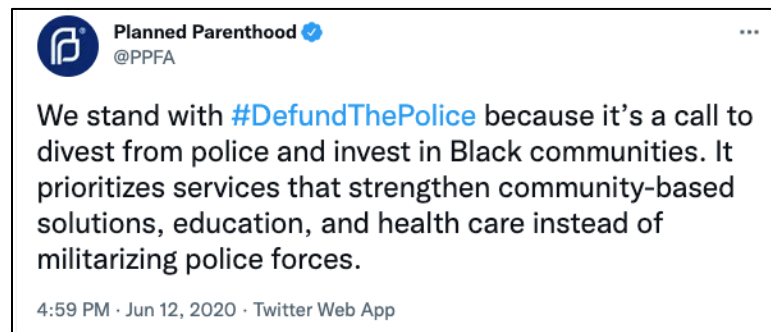 Planned Parenthood
@PPFA
We stand with #DefundThePolice because it's a call to
divest from police and invest in Black communities. It
prioritizes services that strengthen community-based
solutions, education, and health care instead of
militarizing police forces.
4:59 PM · Jun 12, 2020 · Twitter Web App